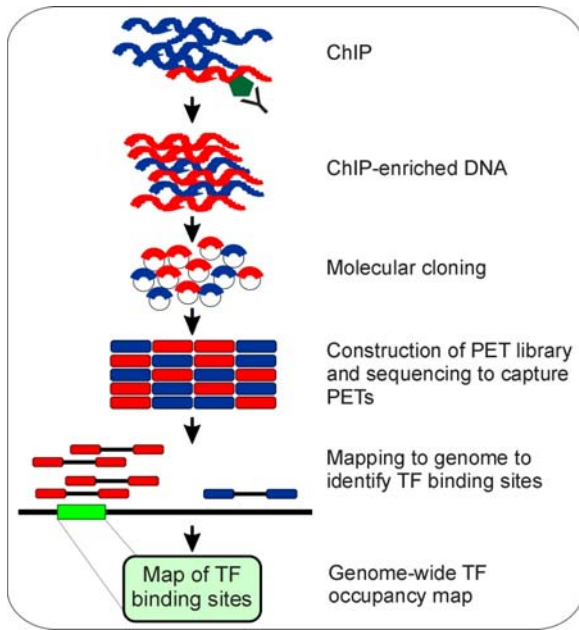 ChIP
ChIP-enriched DNA
Molecular cloning
Construction of PET library
and sequencing to capture
PETs
Mapping to genome to
identify TF binding sites
Map of TF
binding sites
Genome-wide TF
occupancy map